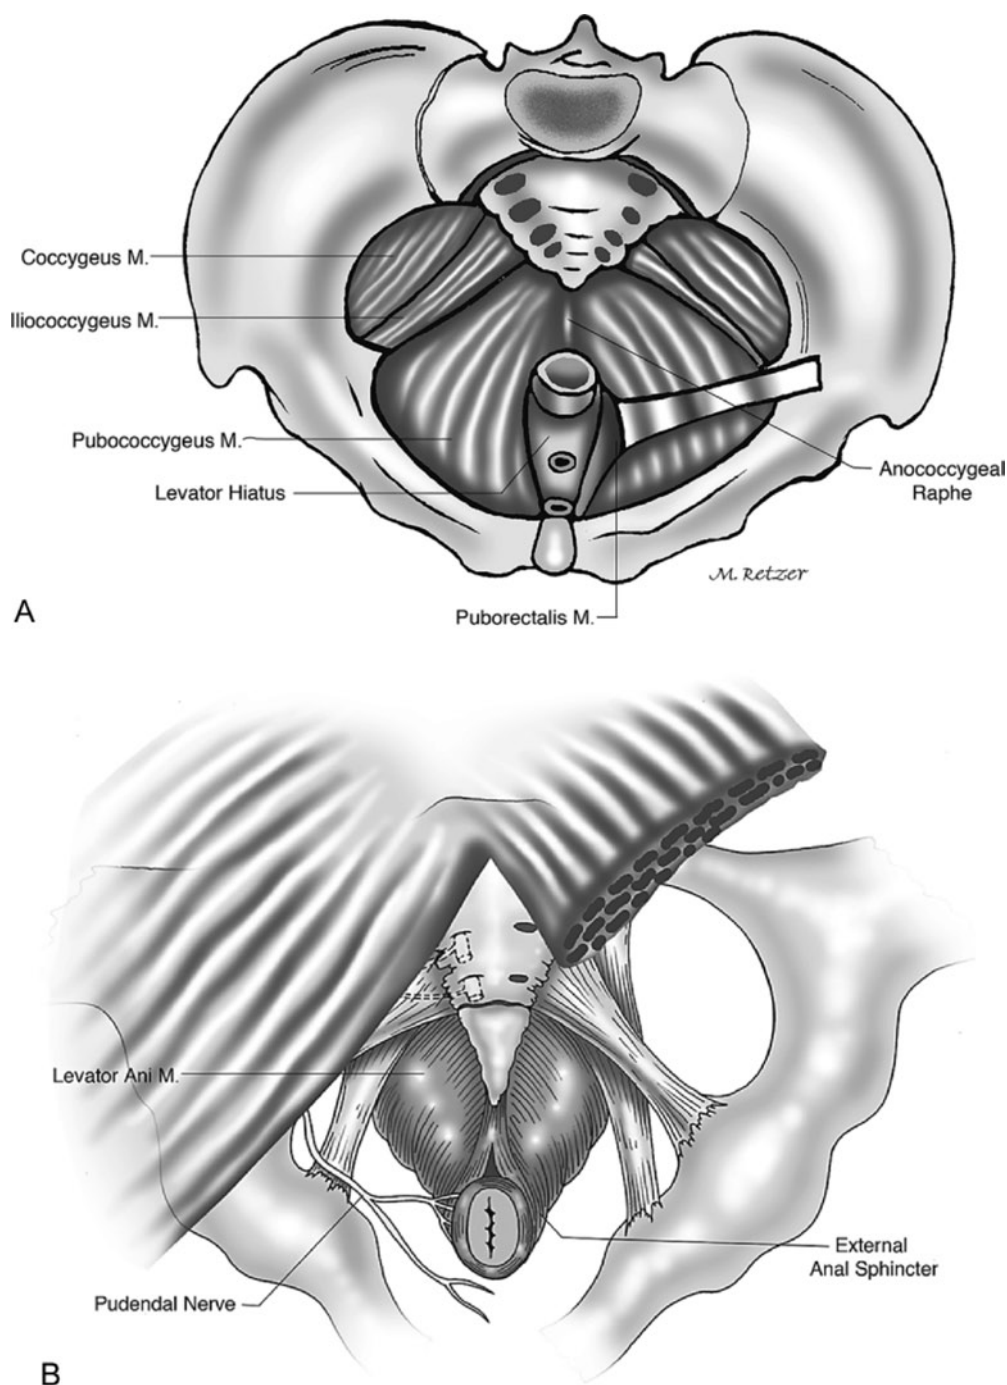 Coccygeus M.
Iliococcygeus M.
Pubococcygeus M.
Levator Hiatus
Anococcygeal
Raphe
M. Retzer
Puborectalis M.
A
Levator Ani M.
External
Anal Sphincter
Pudendal Nerve
B